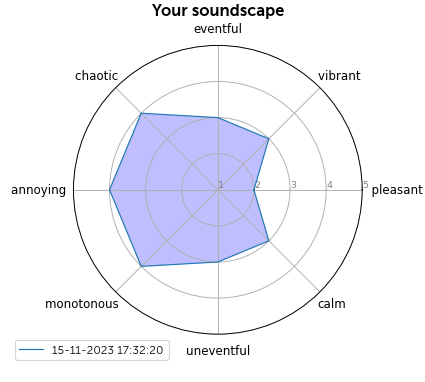 Your soundscape
eventful
chaotic
vibrant
annoying
1
2
3
4
5
pleasant
monotonous
calm
uneventful
15-11-2023 17:32:20